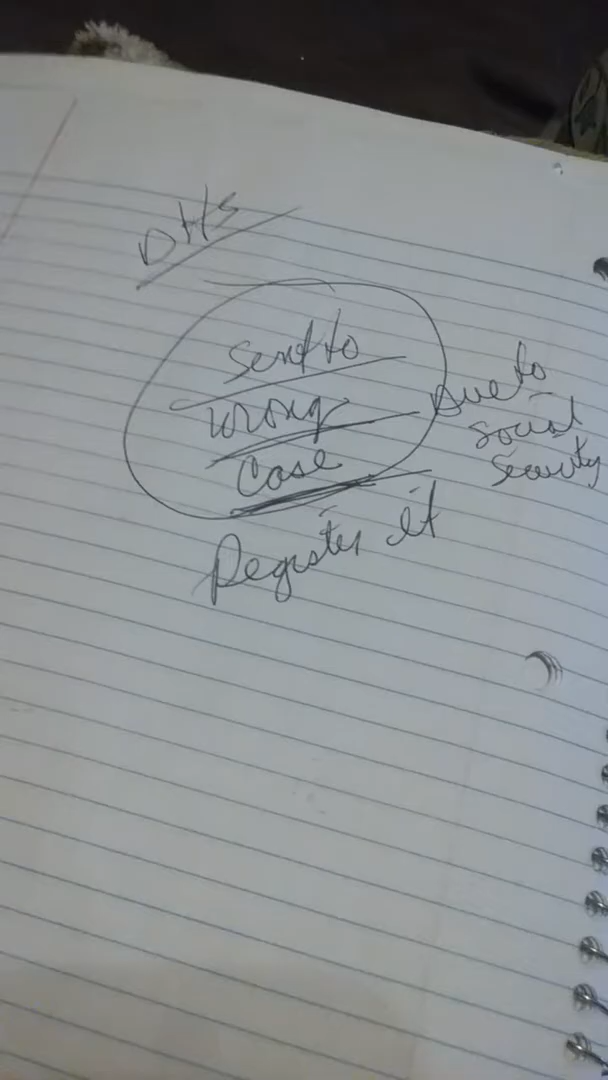 DHS
Sent to
wrong
Case
Due to
social
Security
Register it